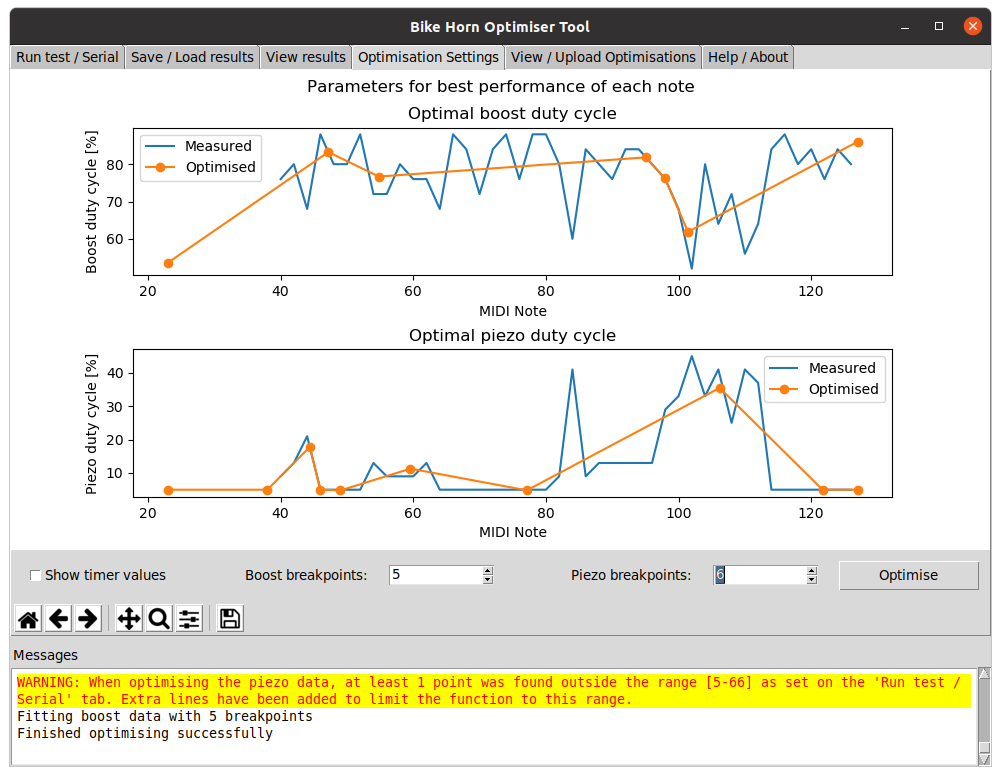 Bike Horn Optimiser Tool
Run test / Serial Save / Load results View results Optimisation Settings View / Upload Optimisations Help / About
Parameters for best performance of each note
Optimal boost duty cycle
Boost duty cycle [%]
80
70
60
Measured
Optimised
20 40 60 80 100 120
MIDI Note
Optimal piezo duty cycle
Piezo duty cycle [%]
40
30
20
10
Measured
Optimised
20 40 60 80 100 120
MIDI Note
Show timer values Boost breakpoints: 5 Piezo breakpoints: 6 Optimise
Messages
WARNING: When optimising the piezo data, at least 1 point was found outside the range [5-66] as set on the 'Run test /
Serial' tab. Extra lines have been added to limit the function to this range.
Fitting boost data with 5 breakpoints
Finished optimising successfully